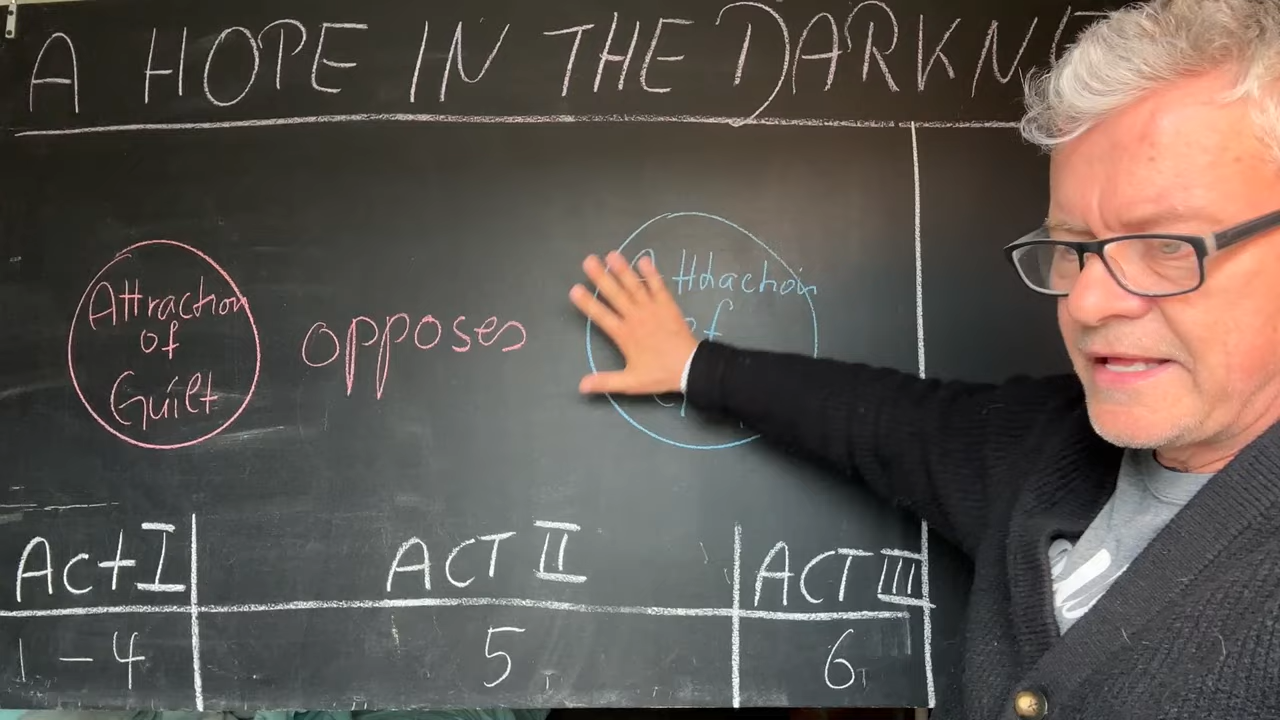 A HOPE IN THE DARKNE
Attraction
of
Guilt
opposes
Attraction
of
Act I
ACT II
ACT III
1-4
5
6